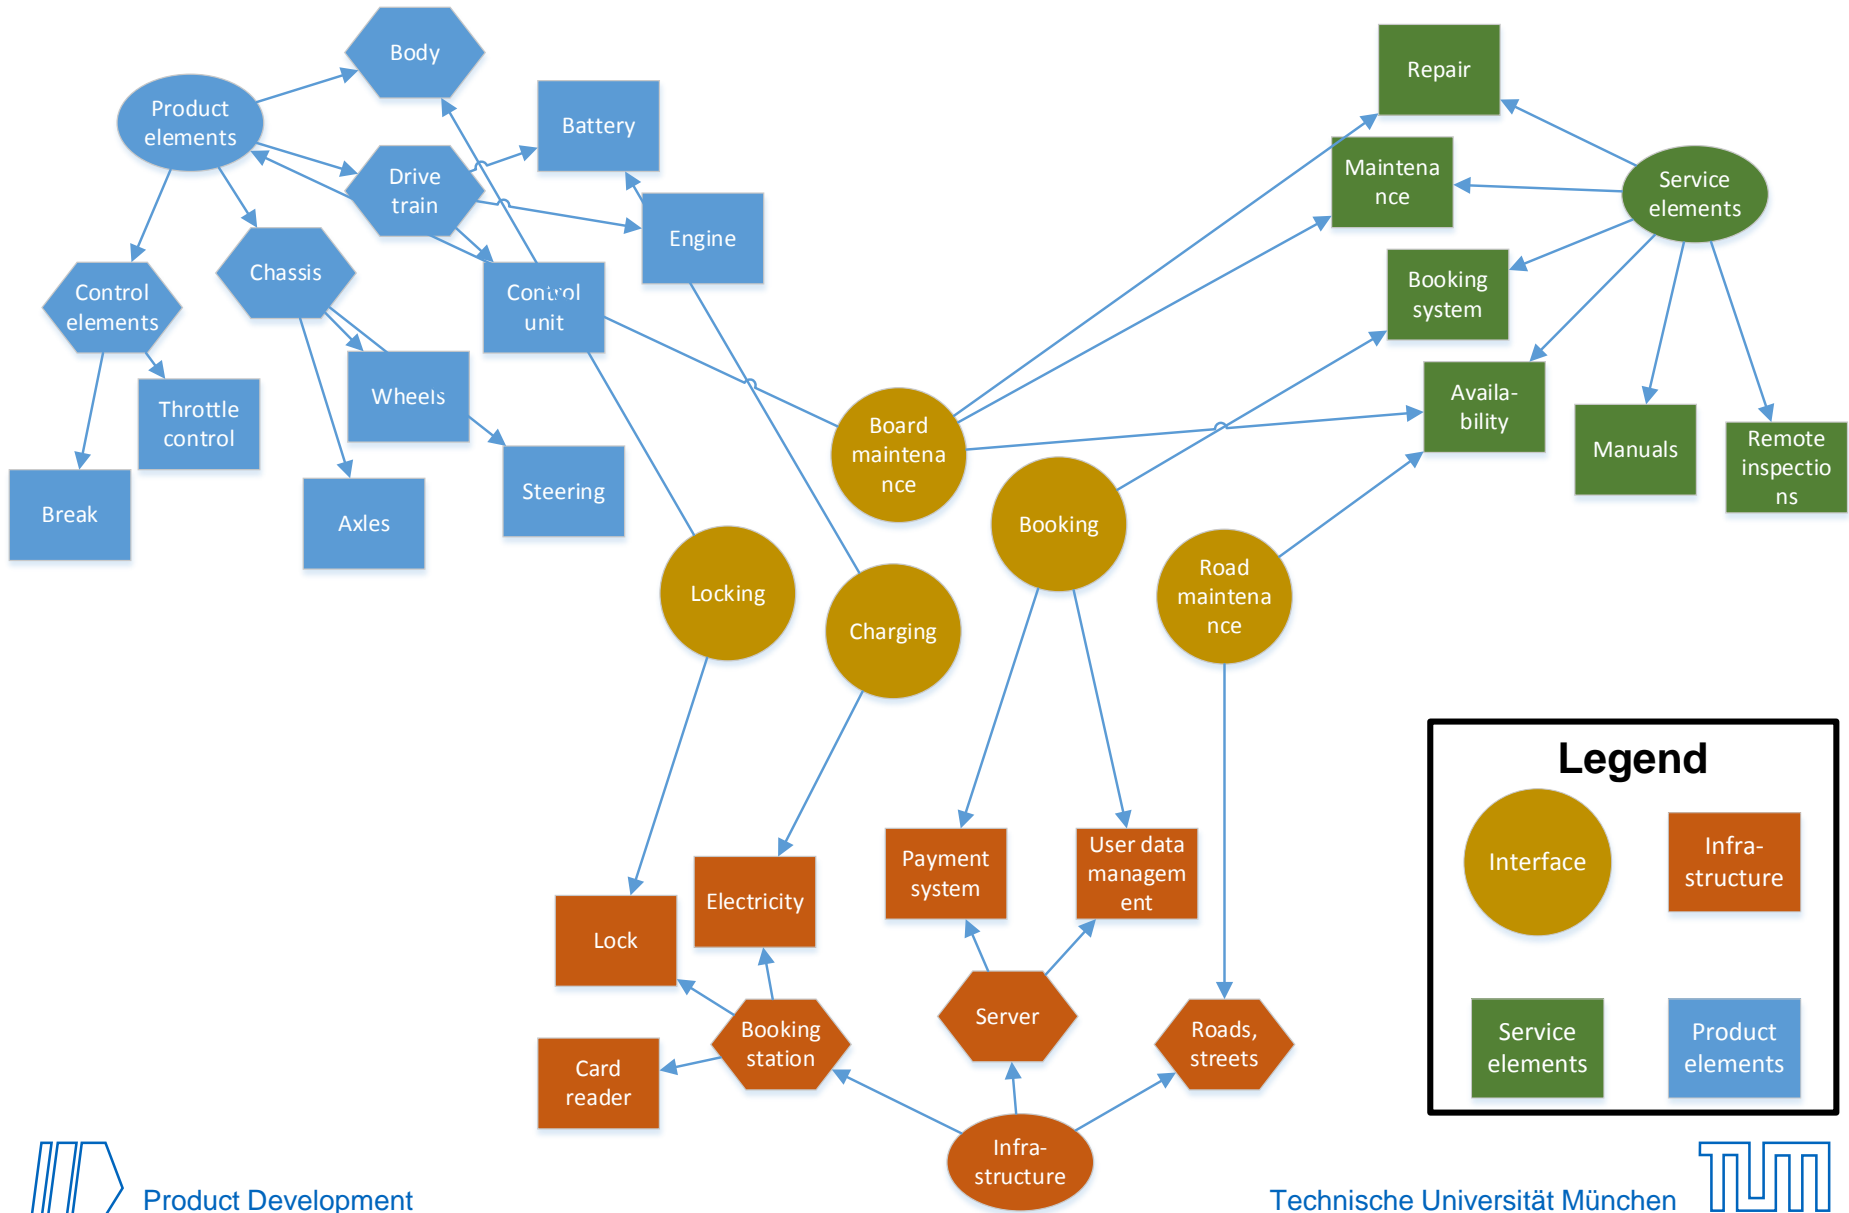 Body
Product
elements
Battery
Drive
train
Engine
Chassis
Control
elements
Control
unit
Wheels
Throttle
control
Steering
Break
Axles
Repair
Maintena
nce
Service
elements
Booking
system
Availa-
bility
Manuals
Remote
inspectio
ns
Board
maintena
nce
Booking
Road
maintena
nce
Locking
Charging
Payment
system
User data
managem
ent
Electricity
Lock
Server
Booking
station
Roads,
streets
Card
reader
Infra-
structure
Legend
Interface
Infra-
structure
Service
elements
Product
elements
Product Development
Technische Universität München
TUM